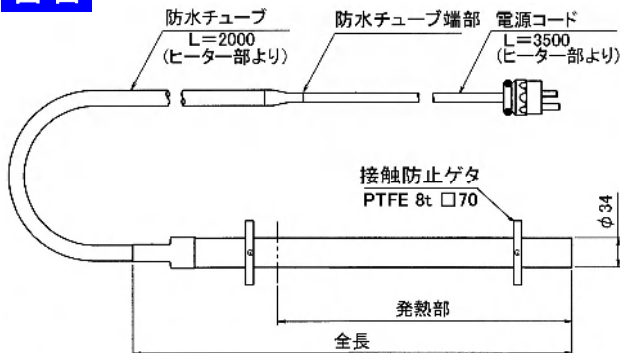 防水チューブ
L=2000
(ヒーター部より)
防水チューブ端部
電源コード
L=3500
(ヒーター部より)
接触防止ゲタ
PTFE 8t □70
φ34
発熱部
全長